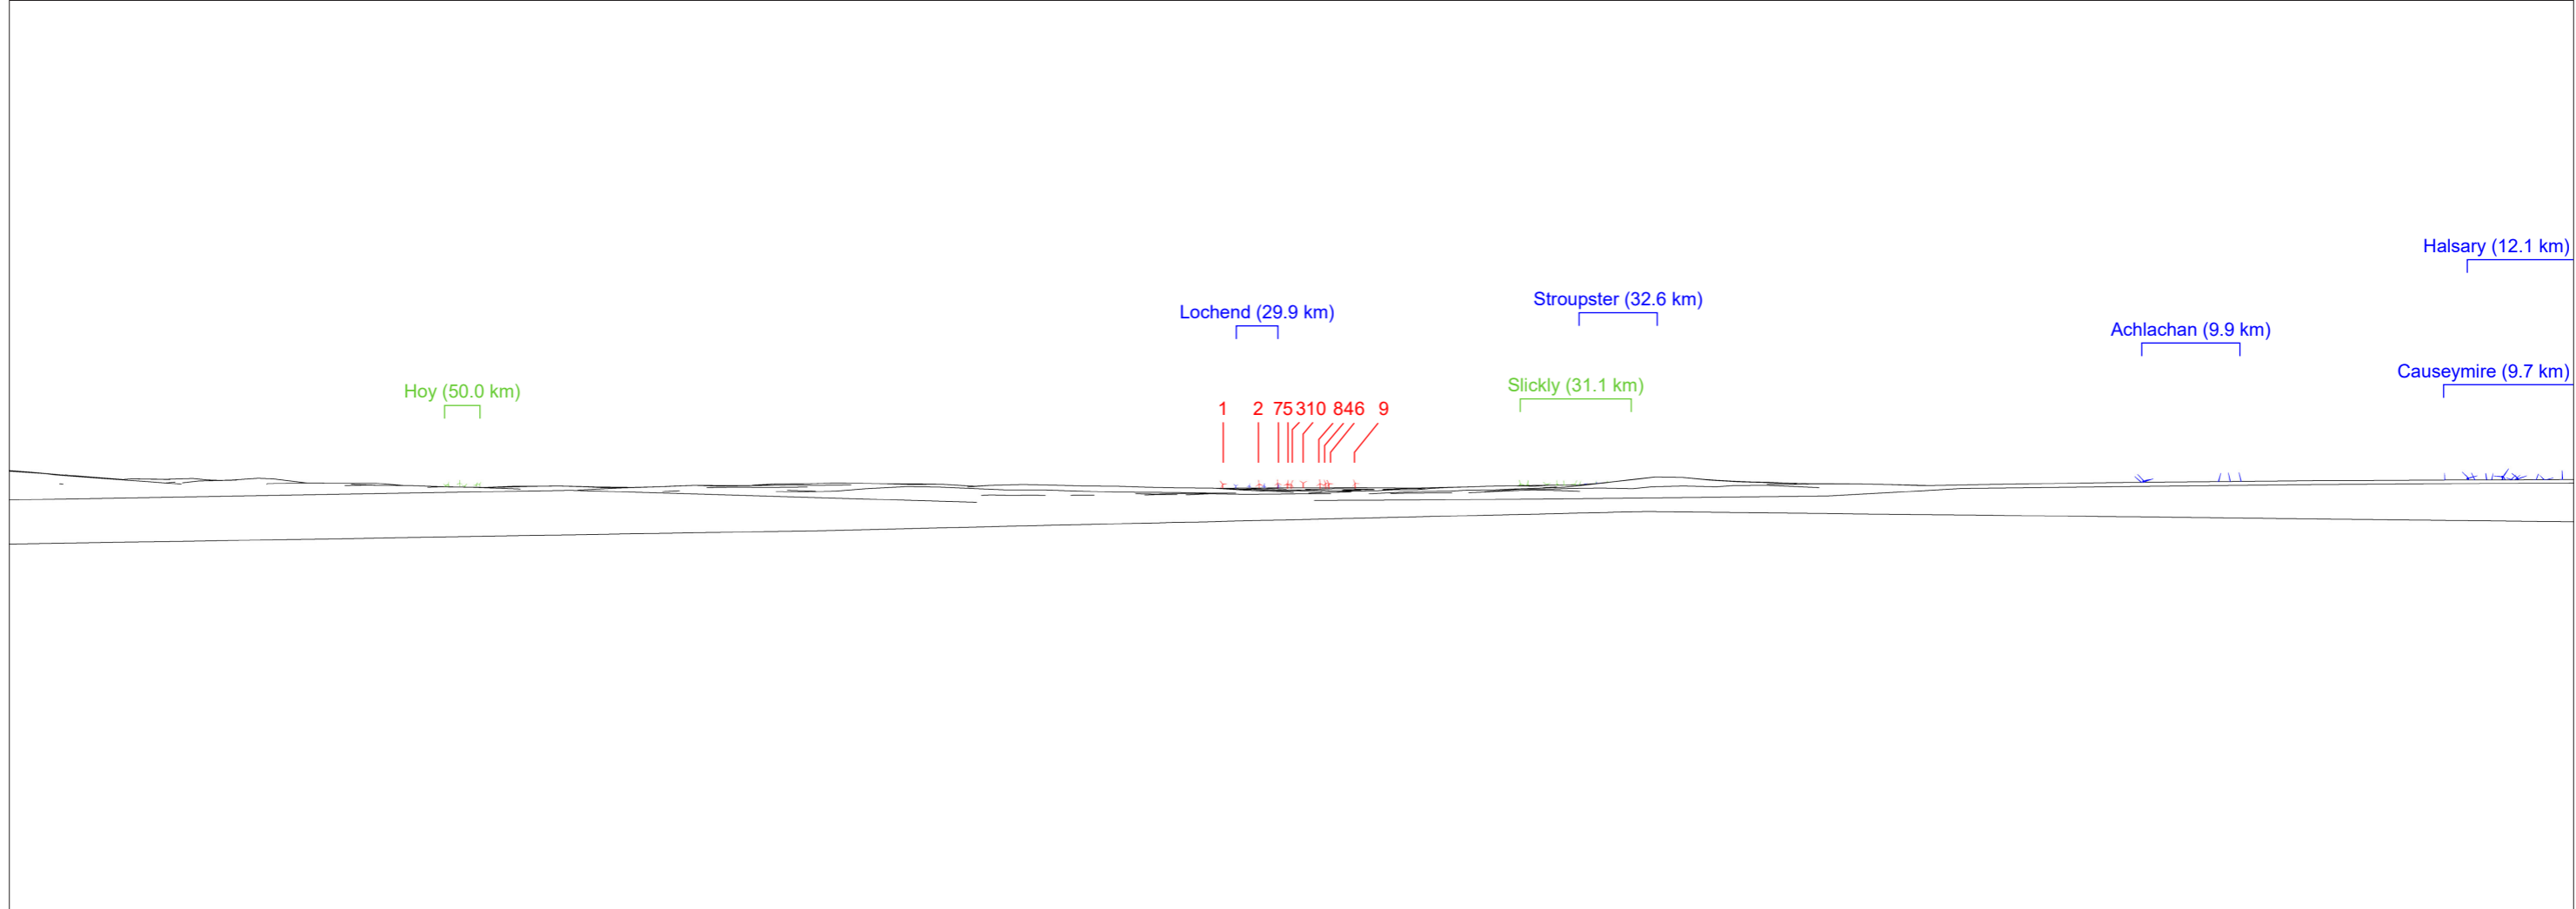 Halsary (12.1 km)
Stroupster (32.6 km)
Lochend (29.9 km)
Achlachan (9.9 km)
Causeymire (9.7 km)
Slickly (31.1 km)
Hoy (50.0 km)
1 2 75310 846 9